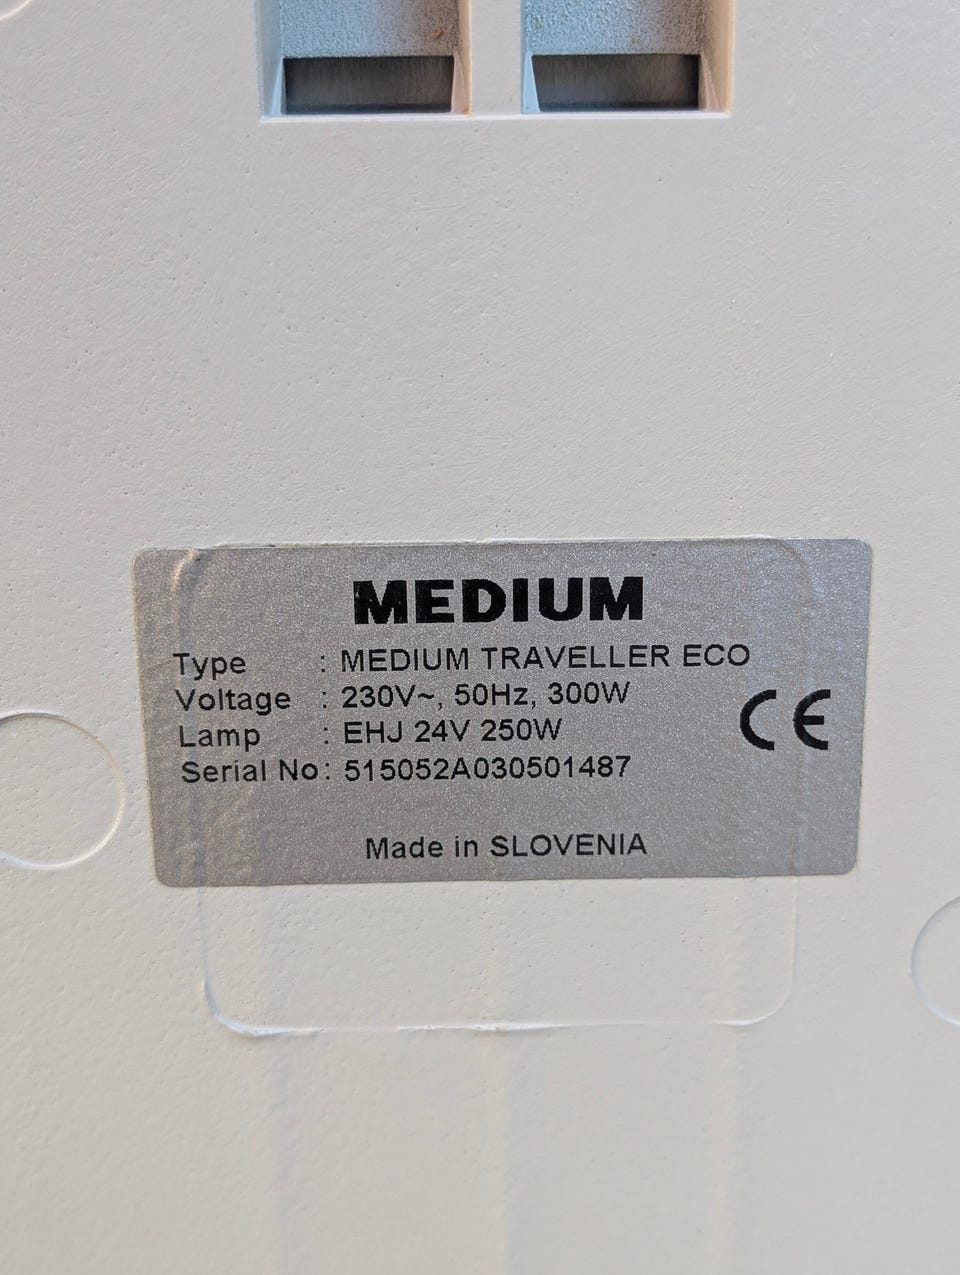 MEDIUM
Type : MEDIUM TRAVELLER ECO
Voltage : 230V~, 50Hz, 300W
Lamp : EHJ 24V 250W
Serial No: 515052A030501487
CE
Made in SLOVENIA